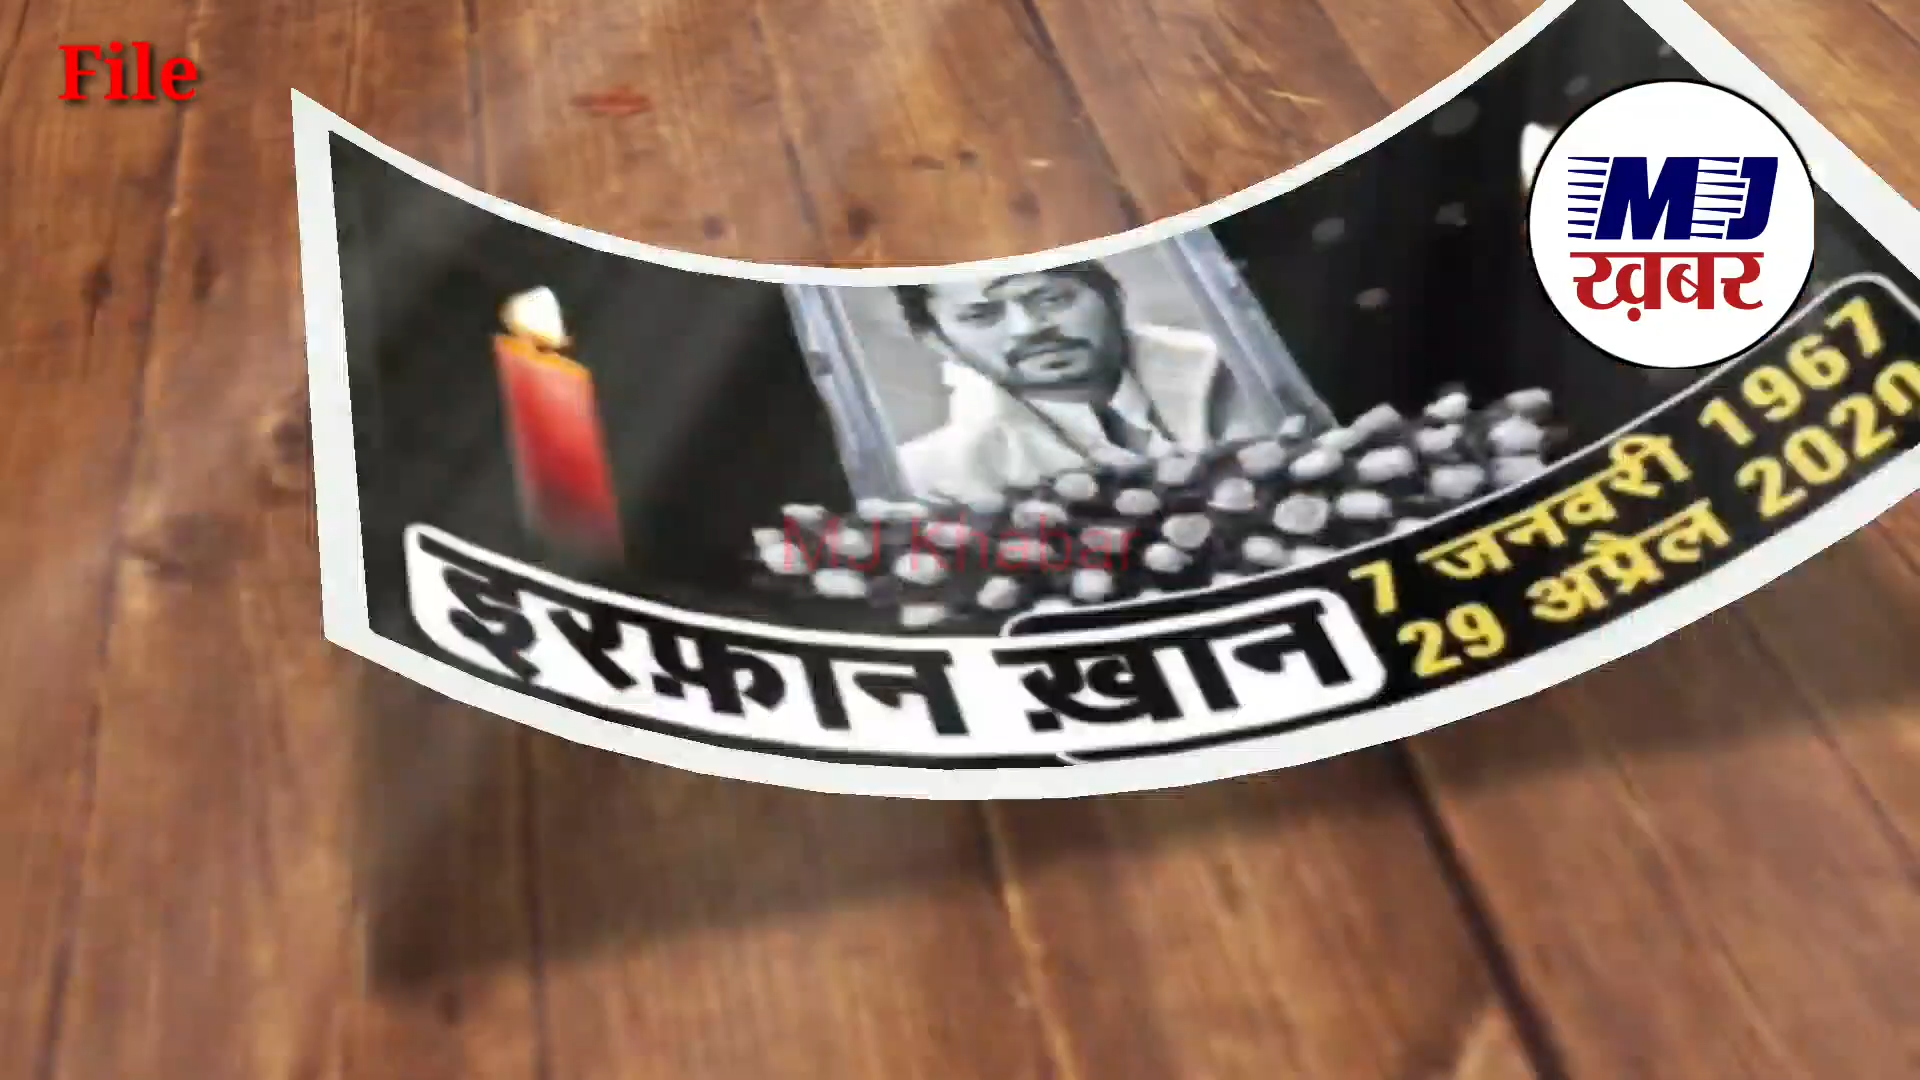 File
MJ
ख़बर
7 जनवरी 1967
29 अप्रैल 2020
MJ Khabar
इरफ़ान ख़ान